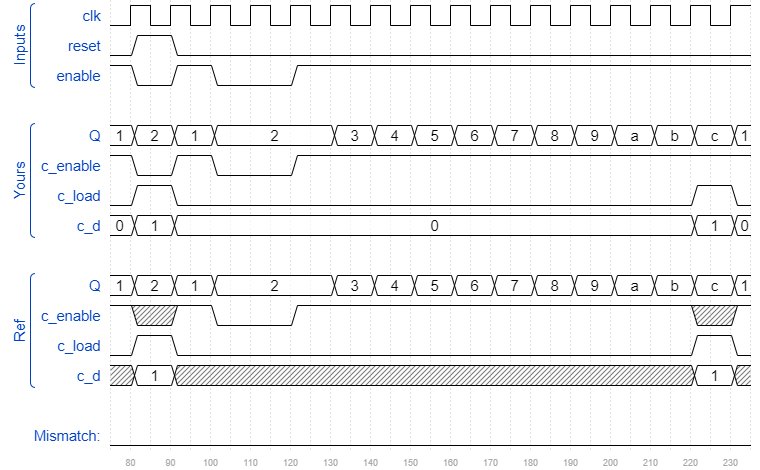 Inputs
clk
reset
enable
Yours
Q 1 2 1 2 3 4 5 6 7 8 9 a b c 1
c_enable
c_load
c_d 0 1 0 1 0
Ref
Q 1 2 1 2 3 4 5 6 7 8 9 a b c 1
c_enable
c_load
c_d 1 1
Mismatch:
80 90 100 110 120 130 140 150 160 170 180 190 200 210 220 230